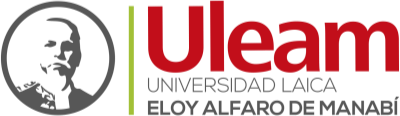 Uleam
UNIVERSIDAD LAICA
ELOY ALFARO DE MANABÍ